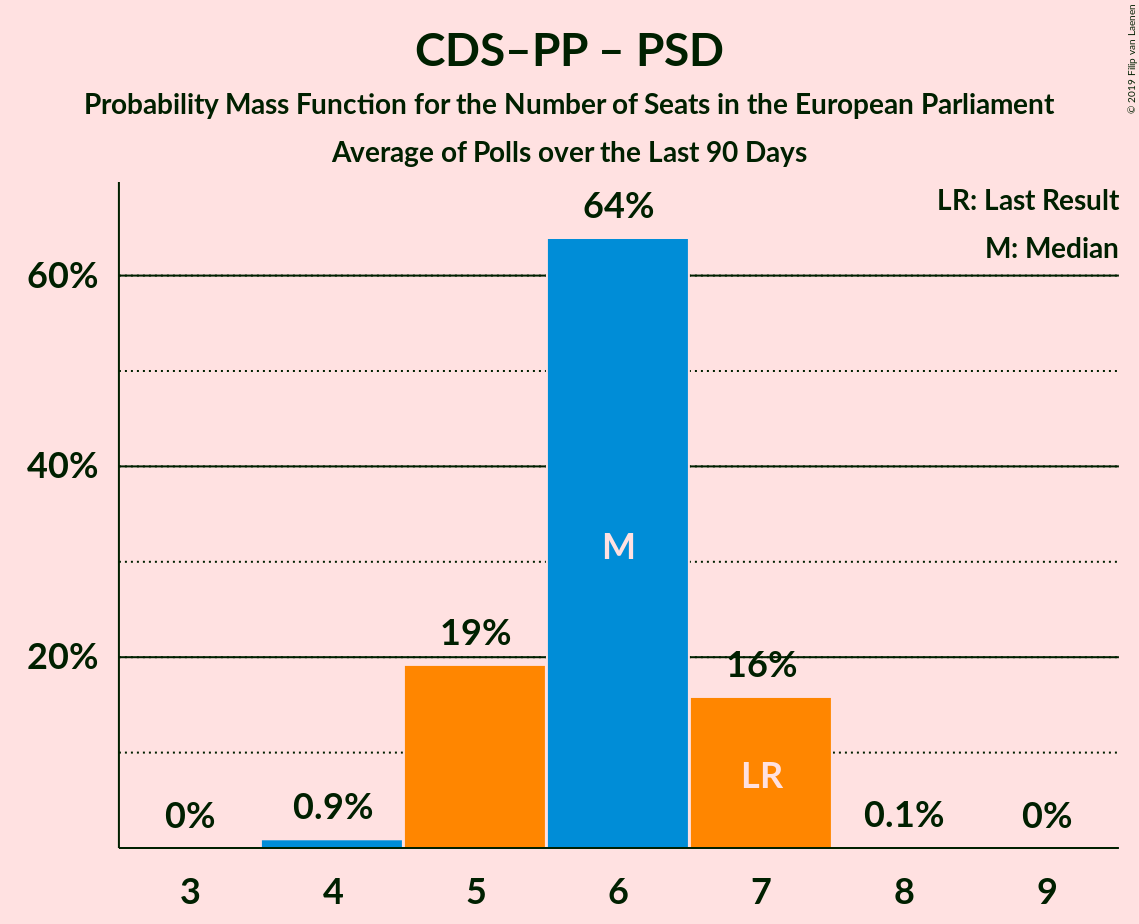 CDS–PP – PSD
Probability Mass Function for the Number of Seats in the European Parliament
Average of Polls over the Last 90 Days
© 2019 Filip van Laenen
LR: Last Result
M: Median
64%
60%
40%
M
19%
20%
16%
LR
0%
0.9%
0.1%
0%
3 4 5 6 7 8 9